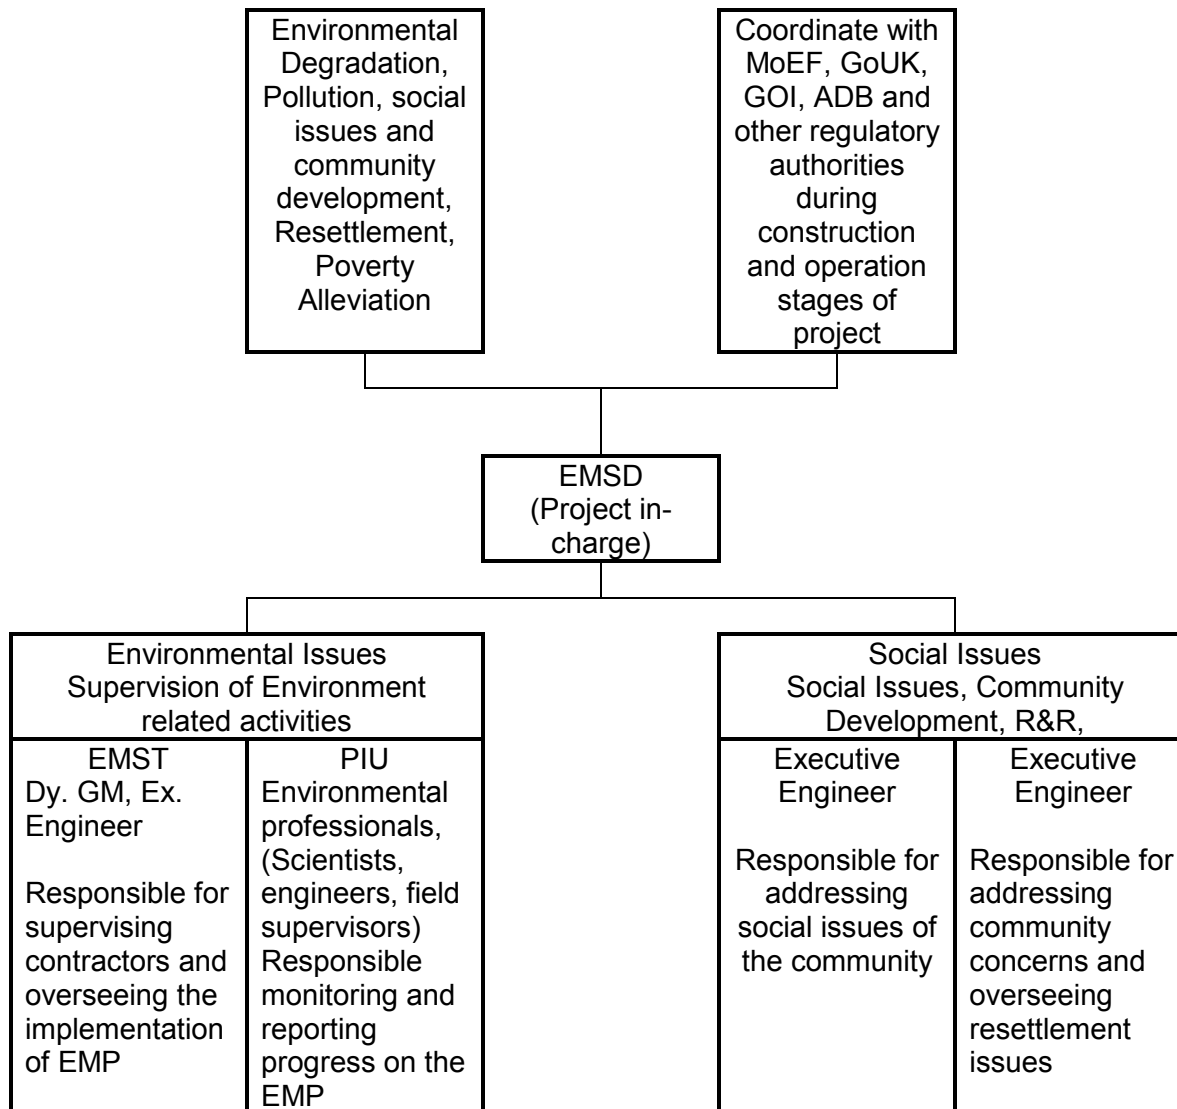 Environmental
Degradation,
Pollution, social
issues and
community
development,
Resettlement,
Poverty
Alleviation
Coordinate with
MoEF, GoUK,
GOI, ADB and
other regulatory
authorities
during
construction
and operation
stages of
project
EMSD
(Project in-
charge)
Environmental Issues
Supervision of Environment
related activities
EMST
Dy. GM, Ex.
Engineer
Responsible for
supervising
contractors and
overseeing the
implementation
of EMP
PIU
Environmental
professionals,
(Scientists,
engineers, field
supervisors)
Responsible
monitoring and
reporting
progress on the
EMP
Social Issues
Social Issues, Community
Development, R&R,
Executive
Engineer
Responsible for
addressing
social issues of
the community
Executive
Engineer
Responsible for
addressing
community
concerns and
overseeing
resettlement
issues